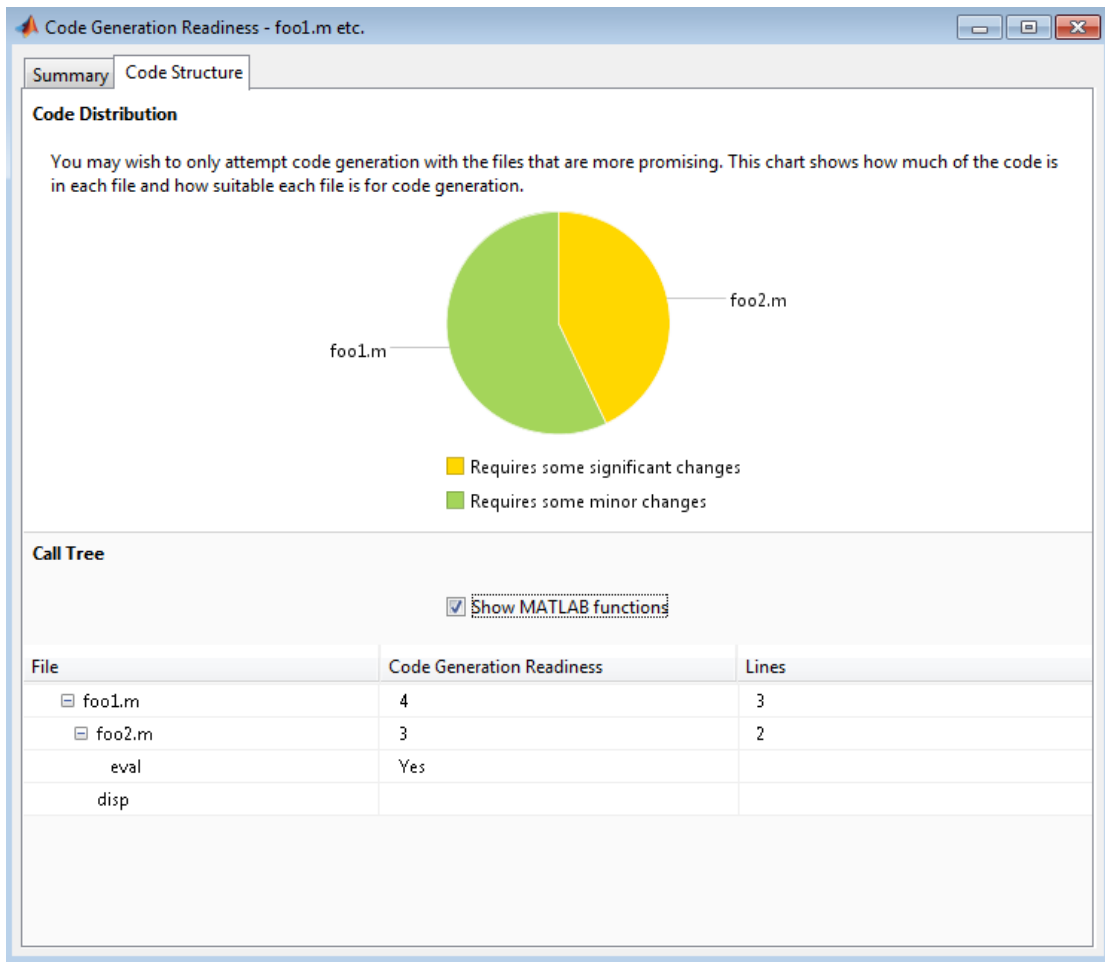 Code Generation Readiness - foo1.m etc.
Summary Code Structure
Code Distribution
You may wish to only attempt code generation with the files that are more promising. This chart shows how much of the code is
in each file and how suitable each file is for code generation.
foo2.m
foo1.m
Requires some significant changes
Requires some minor changes
Call Tree
Show MATLAB functions
File Code Generation Readiness Lines
foo1.m 4 3
foo2.m 3 2
eval Yes
disp